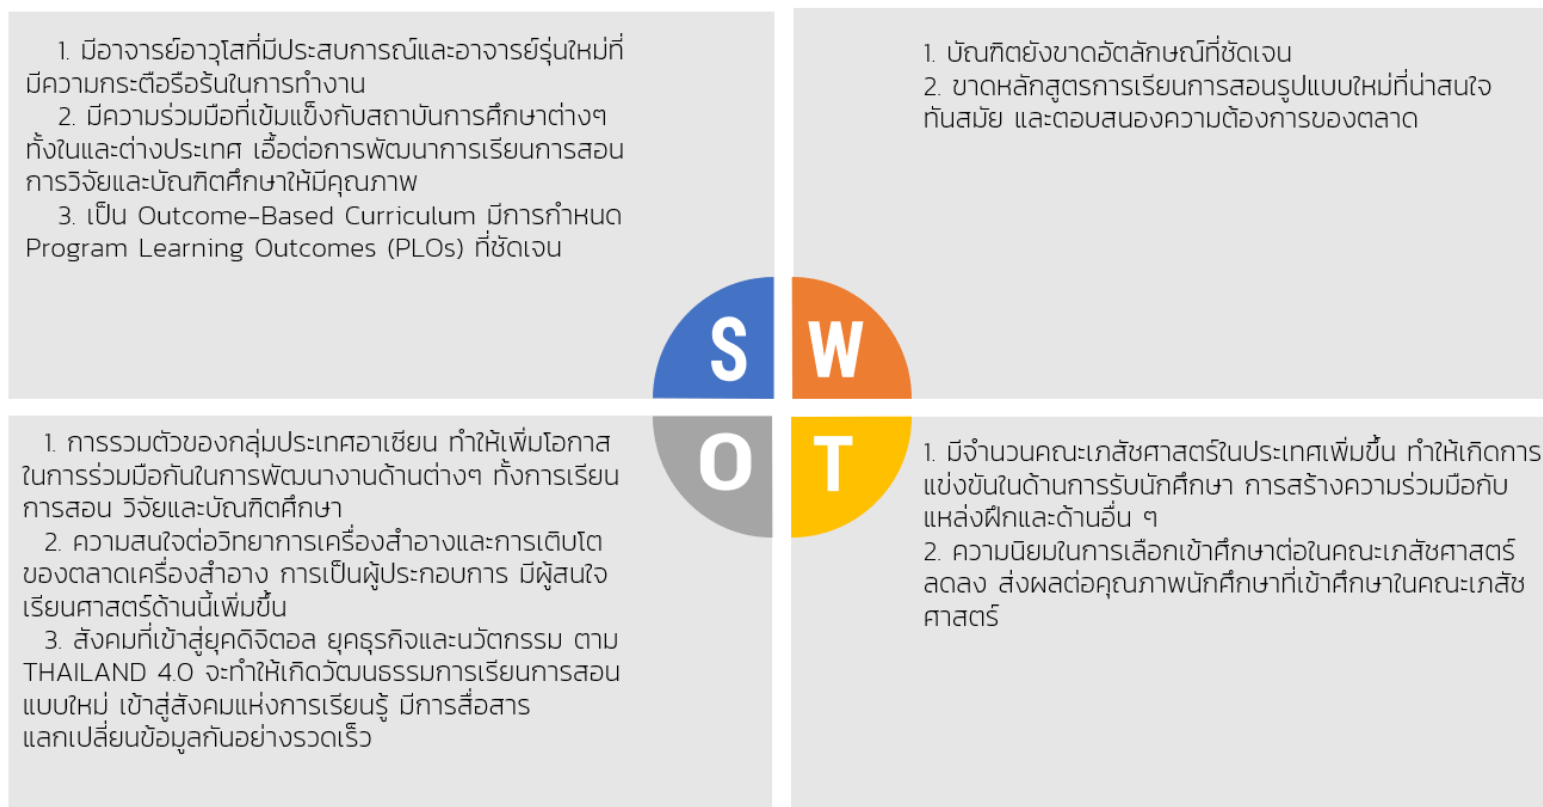 1. มีอาจารย์อาวุโสที่มีประสบการณ์และอาจารย์รุ่นใหม่ที่
มีความกระตือรือร้นในการทำงาน
2. มีความร่วมมือที่เข้มแข็งกับสถาบันการศึกษาต่างๆ
ทั้งในและต่างประเทศ เอื้อต่อการพัฒนาการเรียนการสอน
การวิจัยและบัณฑิตศึกษาให้มีคุณภาพ
3. เป็น Outcome-Based Curriculum มีการกำหนด
Program Learning Outcomes (PLOs) ที่ชัดเจน
S
1. บัณฑิตยังขาดอัตลักษณ์ที่ชัดเจน
2. ขาดหลักสูตรการเรียนการสอนรูปแบบใหม่ที่น่าสนใจ
ทันสมัย และตอบสนองความต้องการของตลาด
W
1. การรวมตัวของกลุ่มประเทศอาเซียน ทำให้เพิ่มโอกาส
ในการร่วมมือกันในการพัฒนางานด้านต่างๆ ทั้งการเรียน
การสอน วิจัยและบัณฑิตศึกษา
2. ความสนใจต่อวิทยาการเครื่องสำอางและการเติบโต
ของตลาดเครื่องสำอาง การเป็นผู้ประกอบการ มีผู้สนใจ
เรียนศาสตร์ด้านนี้เพิ่มขึ้น
3. สังคมที่เข้าสู่ยุคดิจิตอล ยุคธุรกิจและนวัตกรรม ตาม
THAILAND 4.0 จะทำให้เกิดวัฒนธรรมการเรียนการสอน
แบบใหม่ เข้าสู่สังคมแห่งการเรียนรู้ มีการสื่อสาร
แลกเปลี่ยนข้อมูลกันอย่างรวดเร็ว
O
1. มีจำนวนคณะเภสัชศาสตร์ในประเทศเพิ่มขึ้น ทำให้เกิดการ
แข่งขันในด้านการรับนักศึกษา การสร้างความร่วมมือกับ
แหล่งฝึกและด้านอื่น ๆ
2. ความนิยมในการเลือกเข้าศึกษาต่อในคณะเภสัชศาสตร์
ลดลง ส่งผลต่อคุณภาพนักศึกษาที่เข้าศึกษาในคณะเภสัช
ศาสตร์
T